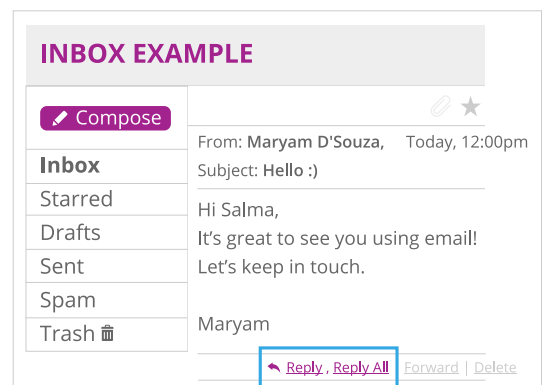 INBOX EXAMPLE
Compose
Inbox
Starred
Drafts
Sent
Spam
Trash
From: Maryam D'Souza, Today, 12:00pm
Subject: Hello :)
Hi Salma,
It's great to see you using email!
Let's keep in touch.
Maryam
Reply , Reply All Forward | Delete